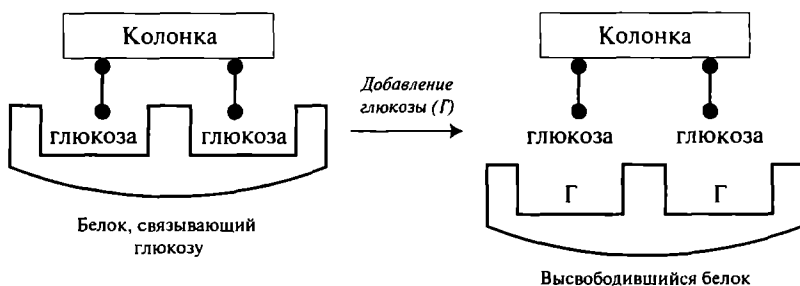 Колонка
глюкоза глюкоза
Белок, связывающий
глюкозу
Добавление
глюкозы (Г)
Колонка
глюкоза глюкоза
Г Г
Высвободившийся белок